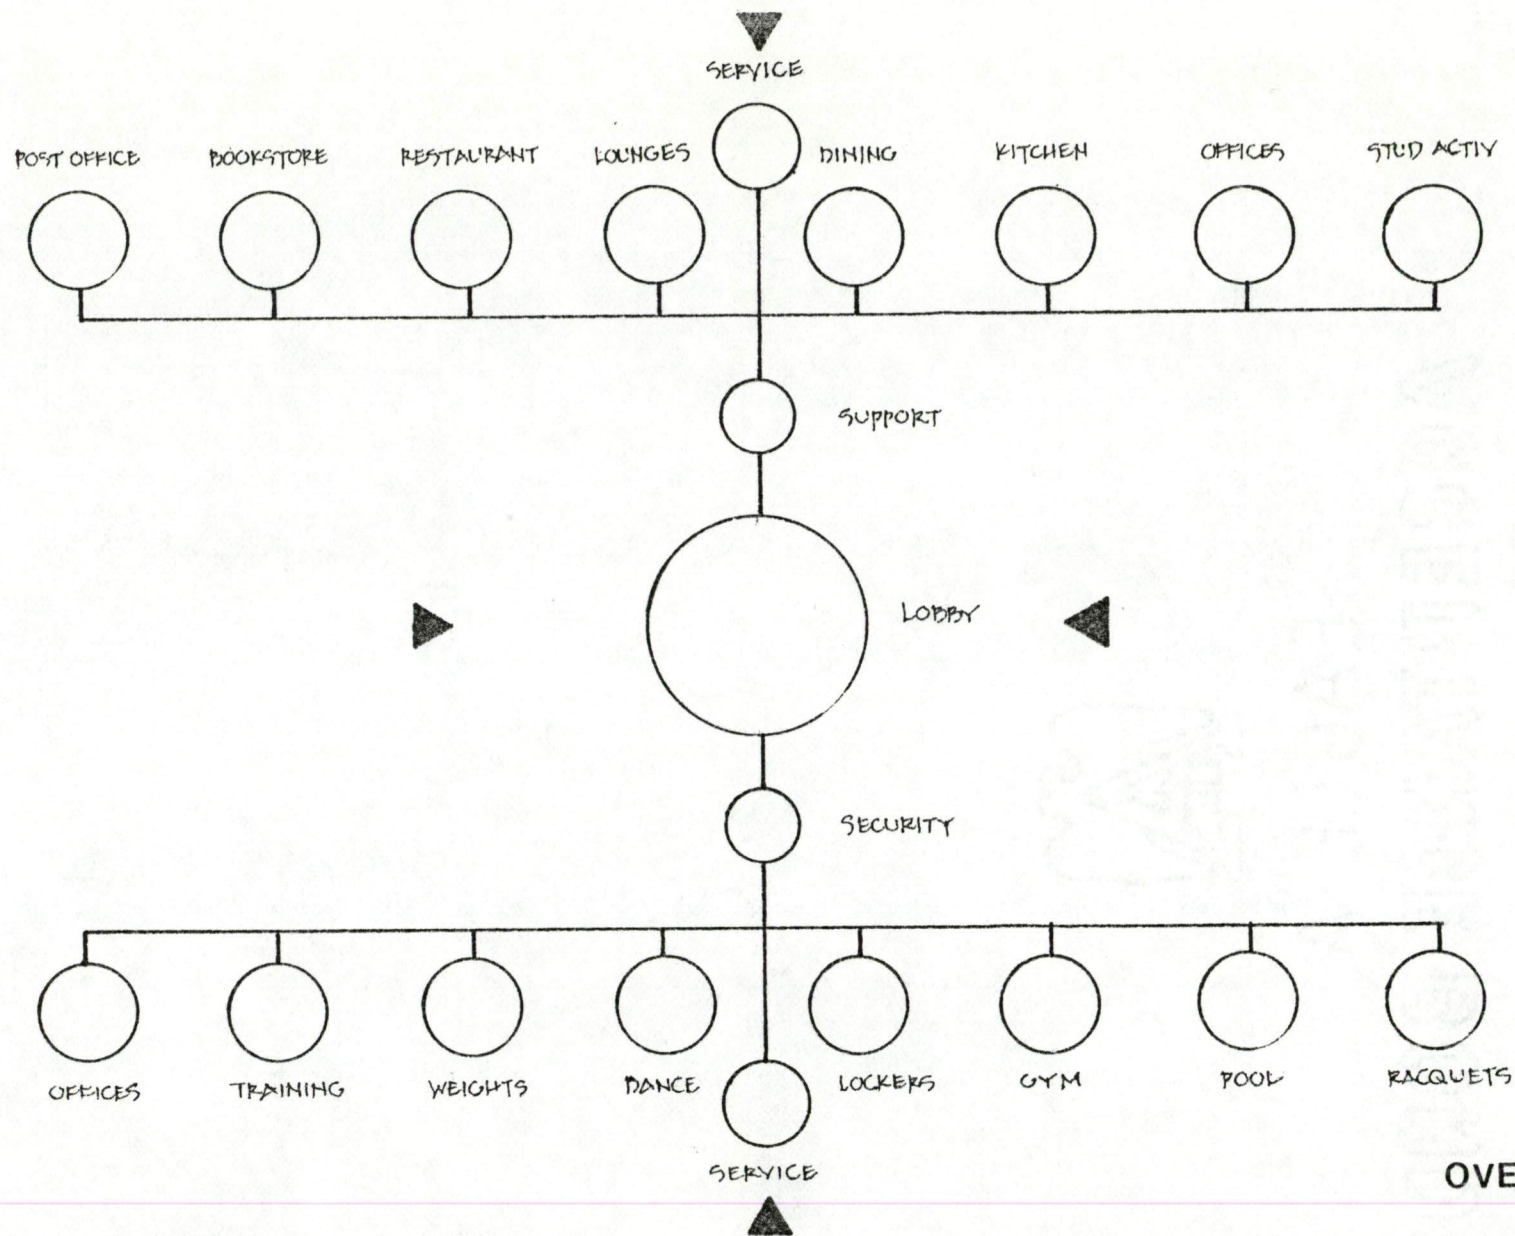 SERVICE
POST OFFICE
BOOKSTORE
RESTAURANT
LOUNGES
DINING
KITCHEN
OFFICES
STUD ACTIV
SUPPORT
LOBBY
SECURITY
OFFICES
TRAINING
WEIGHTS
DANCE
LOCKERS
GYM
POOL
RACQUETS
SERVICE
OVE